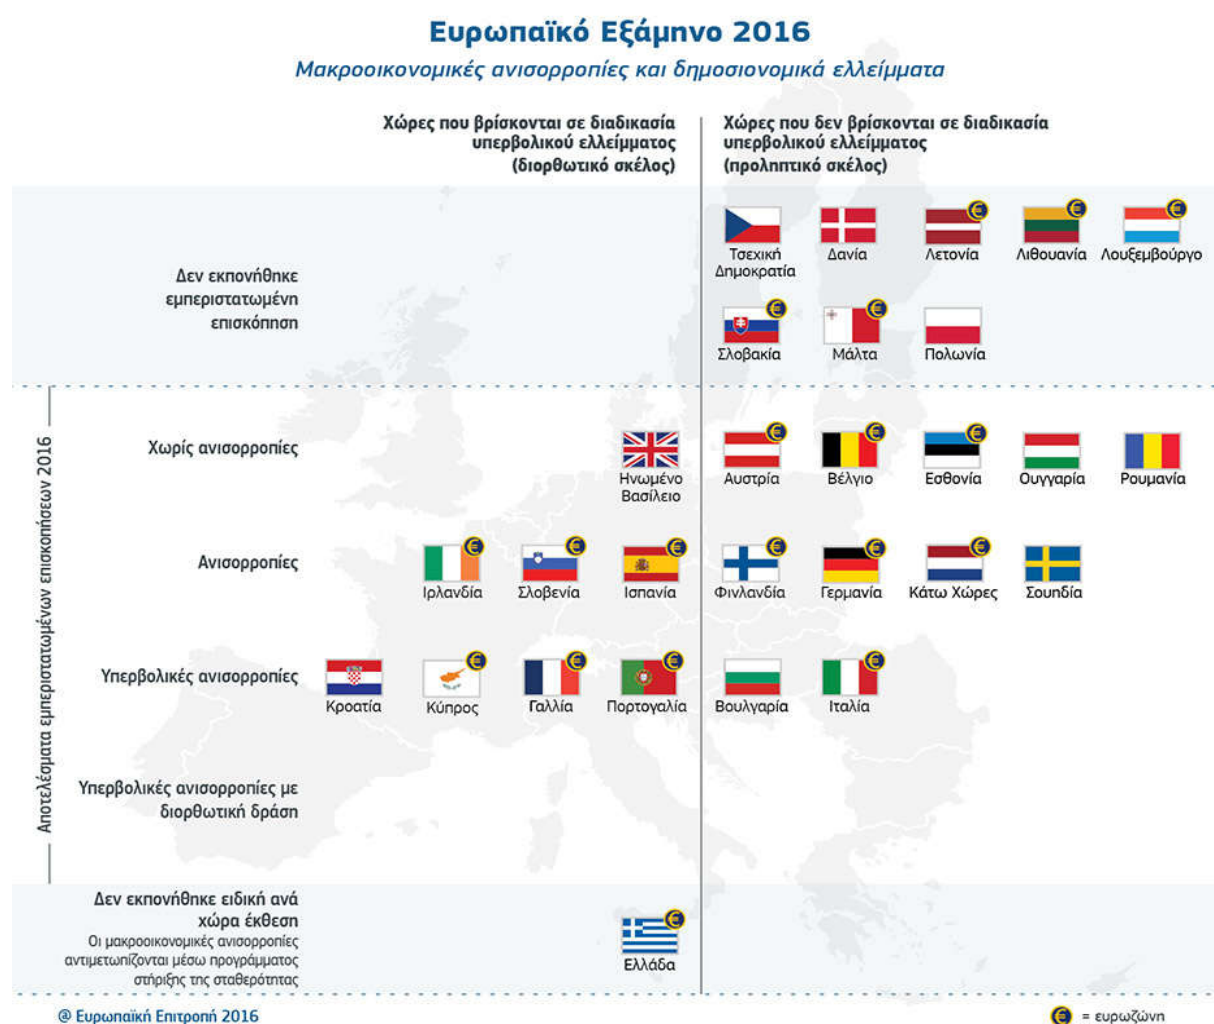 Ευρωπαϊκό Εξάμηνο 2016
Μακροοικονομικές ανισορροπίες και δημοσιονομικά ελλείμματα
Χώρες που βρίσκονται σε διαδικασία
υπερβολικού ελλείμματος
(διορθωτικό σκέλος)
Χώρες που δεν βρίσκονται σε διαδικασία
υπερβολικού ελλείμματος
(προληπτικό σκέλος)
Δεν εκπονήθηκε
εμπεριστατωμένη
επισκόπηση
Τσεχική
Δημοκρατία
Δανία
Λετονία
Λιθουανία
Λουξεμβούργο
Σλοβακία
Μάλτα
Πολωνία
Αποτελέσματα εμπεριστατωμένων επισκοπήσεων 2016
Χωρίς ανισορροπίες
Ηνωμένο
Βασίλειο
Αυστρία
Βέλγιο
Εσθονία
Ουγγαρία
Ρουμανία
Ανισορροπίες
Ιρλανδία
Σλοβενία
Ισπανία
Φινλανδία
Γερμανία
Κάτω Χώρες
Σουηδία
Υπερβολικές ανισορροπίες
Κροατία
Κύπρος
Γαλλία
Πορτογαλία
Βουλγαρία
Ιταλία
Υπερβολικές ανισορροπίες με
διορθωτική δράση
Δεν εκπονήθηκε ειδική ανά
χώρα έκθεση
Οι μακροοικονομικές ανισορροπίες
αντιμετωπίζονται μέσω προγράμματος
στήριξης της σταθερότητας
Ελλάδα
@ Ευρωπαϊκή Επιτροπή 2016
€ = ευρωζώνη